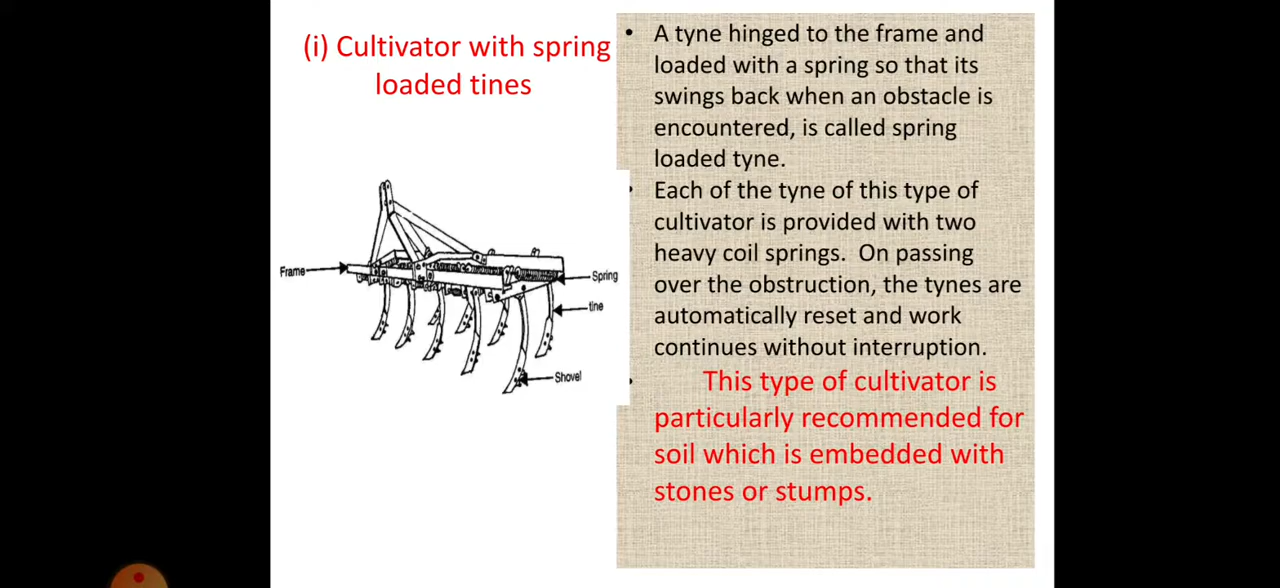 (i) Cultivator with spring
loaded tines
Frame
Spring
tine
Shovel
• A tyne hinged to the frame and
loaded with a spring so that its
swings back when an obstacle is
encountered, is called spring
loaded tyne.
• Each of the tyne of this type of
cultivator is provided with two
heavy coil springs. On passing
over the obstruction, the tynes are
automatically reset and work
continues without interruption.
• This type of cultivator is
particularly recommended for
soil which is embedded with
stones or stumps.